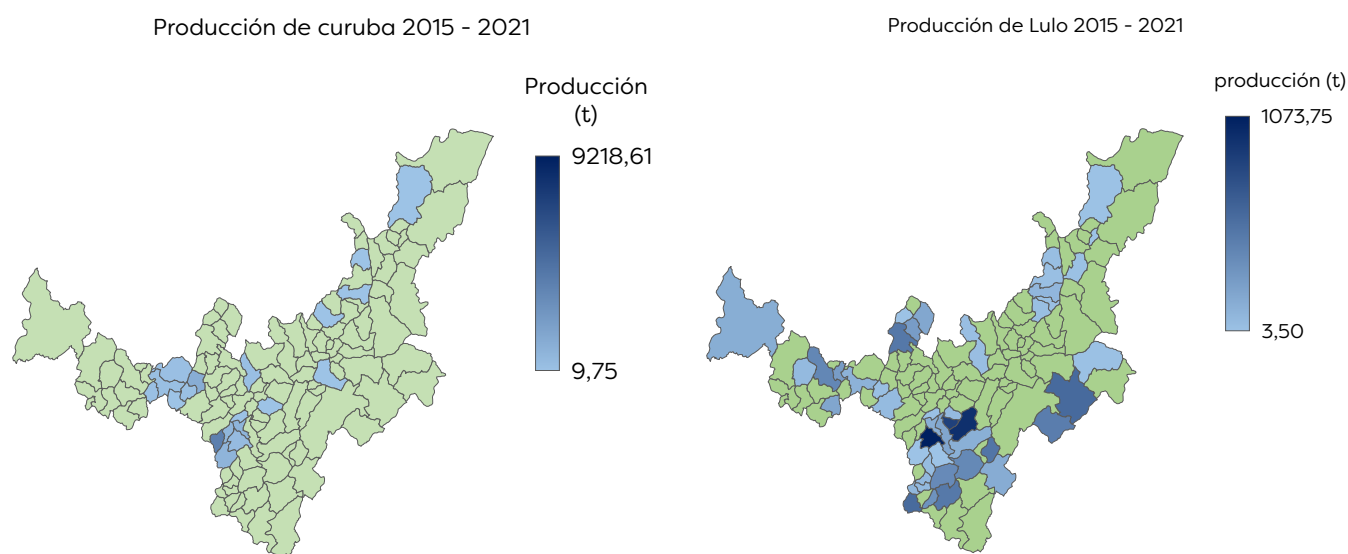 Producción de curuba 2015 - 2021
Producción
(t)
9218,61
9,75
Producción de Lulo 2015 - 2021
producción (t)
1073,75
3,50